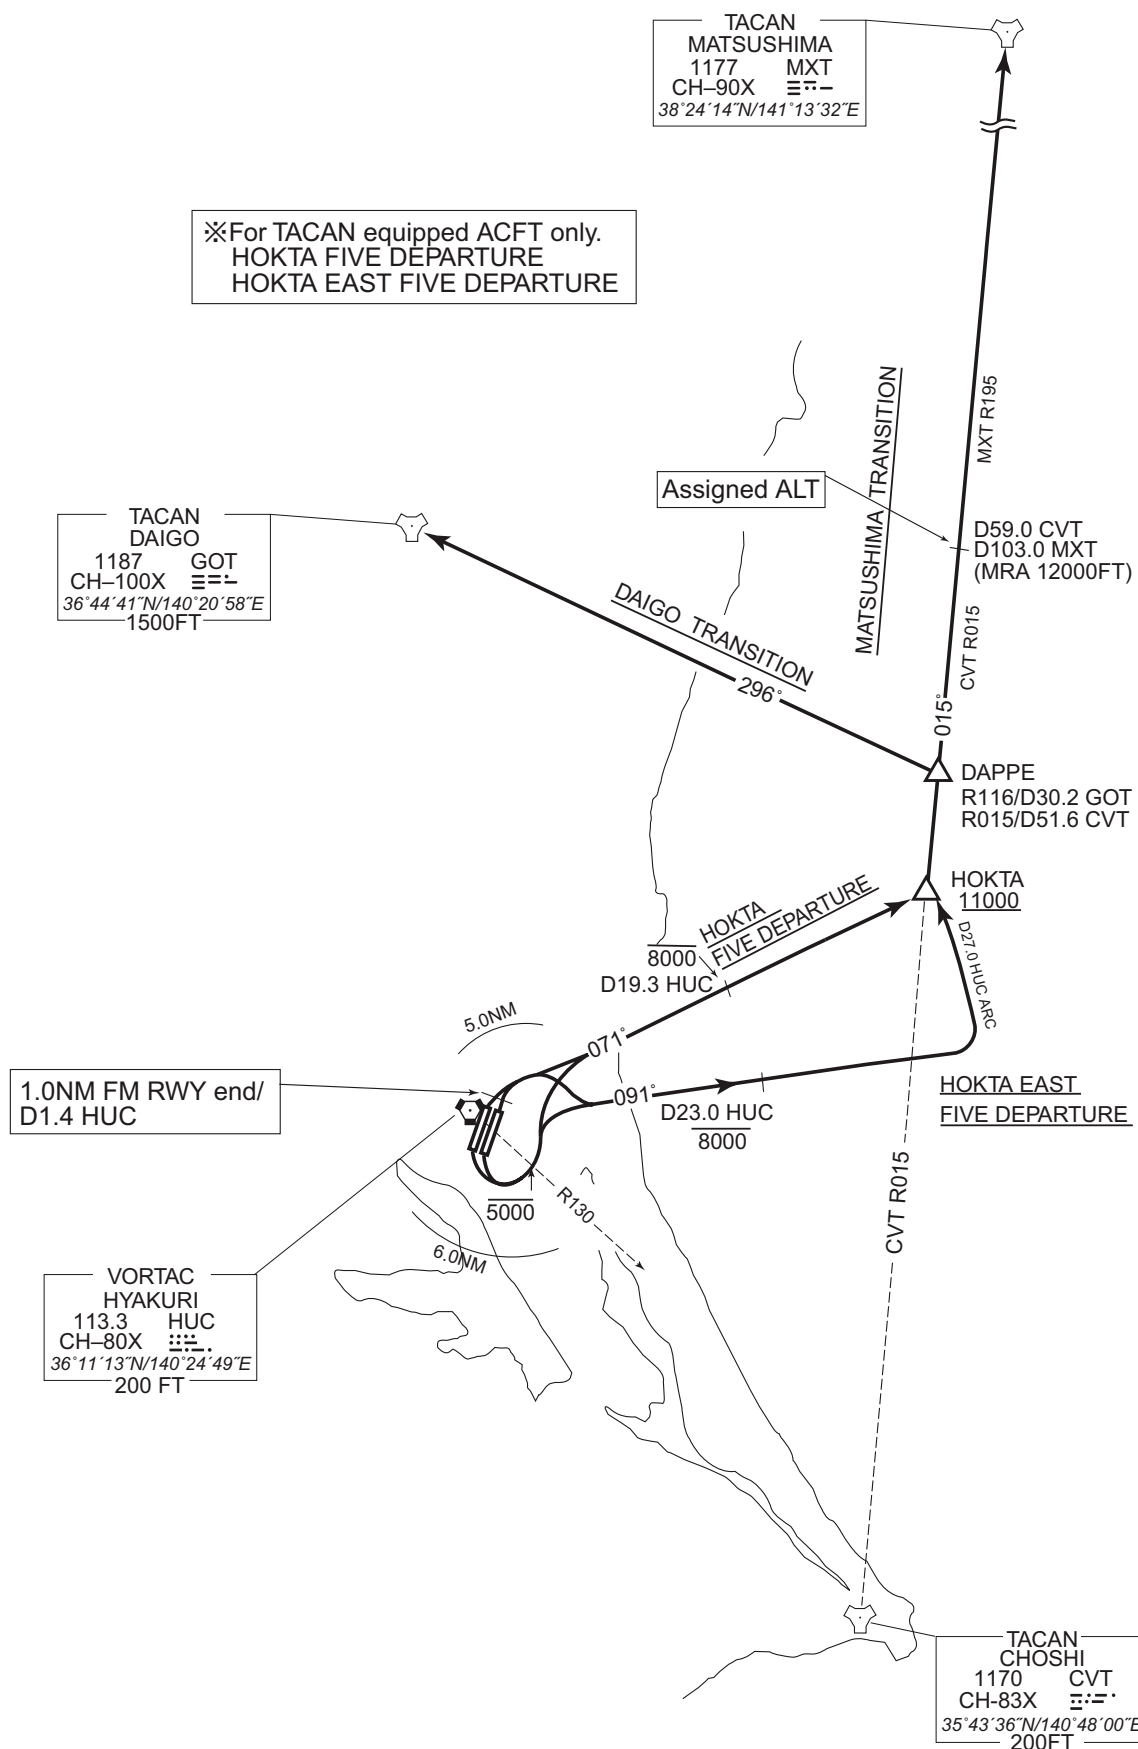 TACAN
MATSUSHIMA
1177 MXT
CH–90X
38°24´14˝N/141°13´32˝E
※For TACAN equipped ACFT only.
HOKTA FIVE DEPARTURE
HOKTA EAST FIVE DEPARTURE
MXT R195
MATSUSHIMA TRANSITION
Assigned ALT
D59.0 CVT
D103.0 MXT
(MRA 12000FT)
TACAN
DAIGO
1187 GOT
CH–100X
36°44´41˝N/140°20´58˝E
1500FT
DAIGO TRANSITION
296°
CVT R015
015°
DAPPE
R116/D30.2 GOT
R015/D51.6 CVT
HOKTA
11000
HOKTA
FIVE DEPARTURE
8000
D19.3 HUC
D27.0 HUC ARC
5.0NM
071°
1.0NM FM RWY end/
D1.4 HUC
091°
D23.0 HUC
8000
HOKTA EAST
FIVE DEPARTURE
5000
R130
6.0NM
CVT R015
VORTAC
HYAKURI
113.3 HUC
CH–80X
36°11´13˝N/140°24´49˝E
200 FT
TACAN
CHOSHI
1170 CVT
CH-83X
35°43´36˝N/140°48´00˝E
200FT